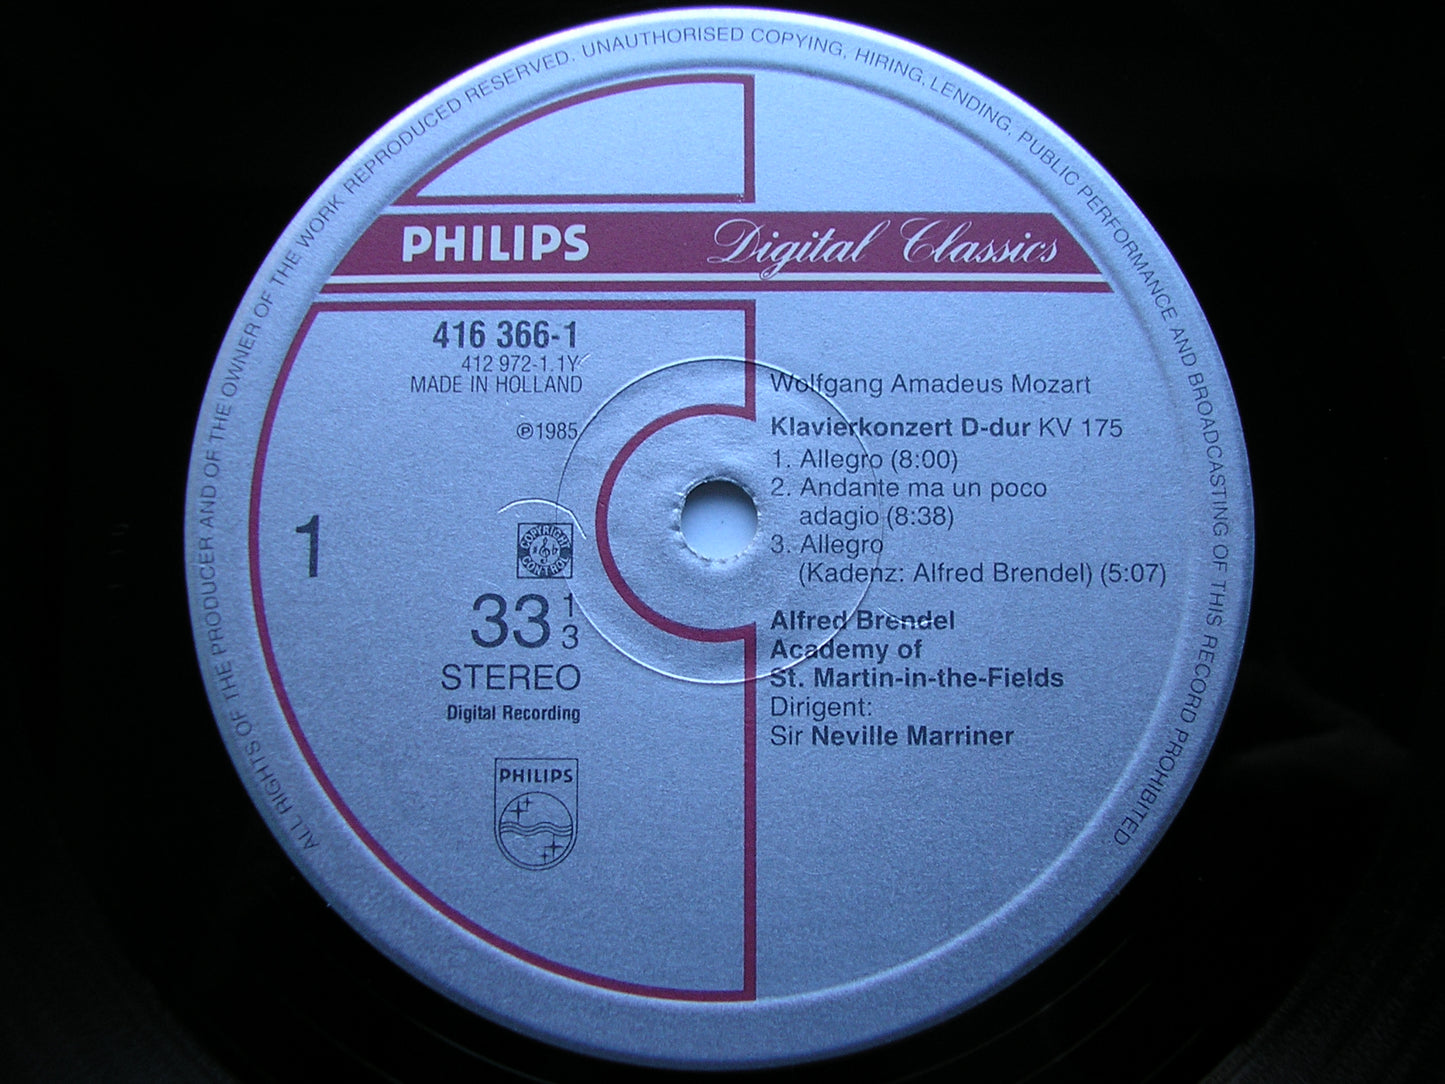 ALL RIGHTS OF THE PRODUCER AND OF THE OWNER OF THE WORK REPRODUCED RESERVED. UNAUTHORISED COPYING, HIRING, LENDING, PUBLIC PERFORMANCE AND BROADCASTING OF THIS RECORD PROHIBITED
PHILIPS Digital Classics
416 366-1
412 972-1.1Y
MADE IN HOLLAND
℗1985
1
COPYRIGHT CONTROL
33 1/3
STEREO
Digital Recording
PHILIPS
Wolfgang Amadeus Mozart
Klavierkonzert D-dur KV 175
1. Allegro (8:00)
2. Andante ma un poco
adagio (8:38)
3. Allegro
(Kadenz: Alfred Brendel) (5:07)
Alfred Brendel
Academy of
St. Martin-in-the-Fields
Dirigent:
Sir Neville Marriner